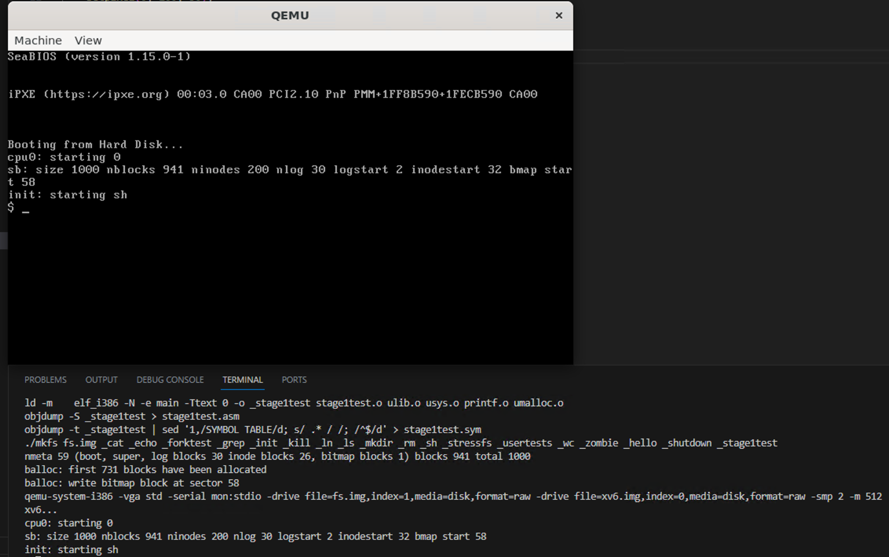 QEMU ×
Machine View
SeaBIOS (version 1.15.0-1)
iPXE (https://ipxe.org) 00:03.0 CA00 PCI2.10 PnP PMM+1FF8B590+1FECB590 CA00
Booting from Hard Disk...
cpu0: starting 0
sb: size 1000 nblocks 941 ninodes 200 nlog 30 logstart 2 inodestart 32 bmap star
t 58
init: starting sh
$ _
PROBLEMS OUTPUT DEBUG CONSOLE TERMINAL PORTS
ld -m    elf_i386 -N -e main -Ttext 0 -o _stage1test stage1test.o ulib.o usys.o printf.o umalloc.o
objdump -S _stage1test > stage1test.asm
objdump -t _stage1test | sed '1,/SYMBOL TABLE/d; s/ .* / /; /^$/d' > stage1test.sym
./mkfs fs.img _cat _echo _forktest _grep _init _kill _ln _ls _mkdir _rm _sh _stressfs _usertests _wc _zombie _hello _shutdown _stage1test
nmeta 59 (boot, super, log blocks 30 inode blocks 26, bitmap blocks 1) blocks 941 total 1000
balloc: first 731 blocks have been allocated
balloc: write bitmap block at sector 58
qemu-system-i386 -vga std -serial mon:stdio -drive file=fs.img,index=1,media=disk,format=raw -drive file=xv6.img,index=0,media=disk,format=raw -smp 2 -m 512
xv6...
cpu0: starting 0
sb: size 1000 nblocks 941 ninodes 200 nlog 30 logstart 2 inodestart 32 bmap start 58
init: starting sh